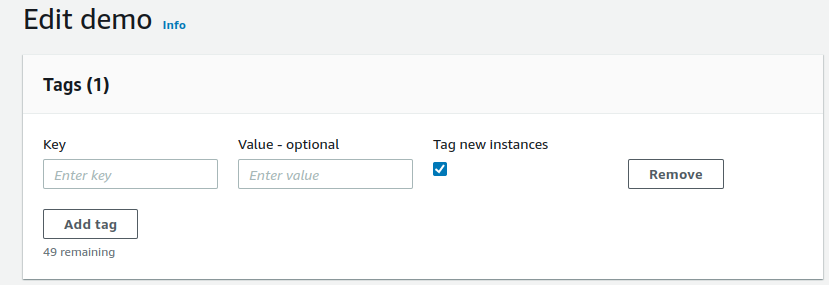 Edit demo Info
Tags (1)
Key Value - optional Tag new instances
Enter key Enter value Remove
Add tag
49 remaining